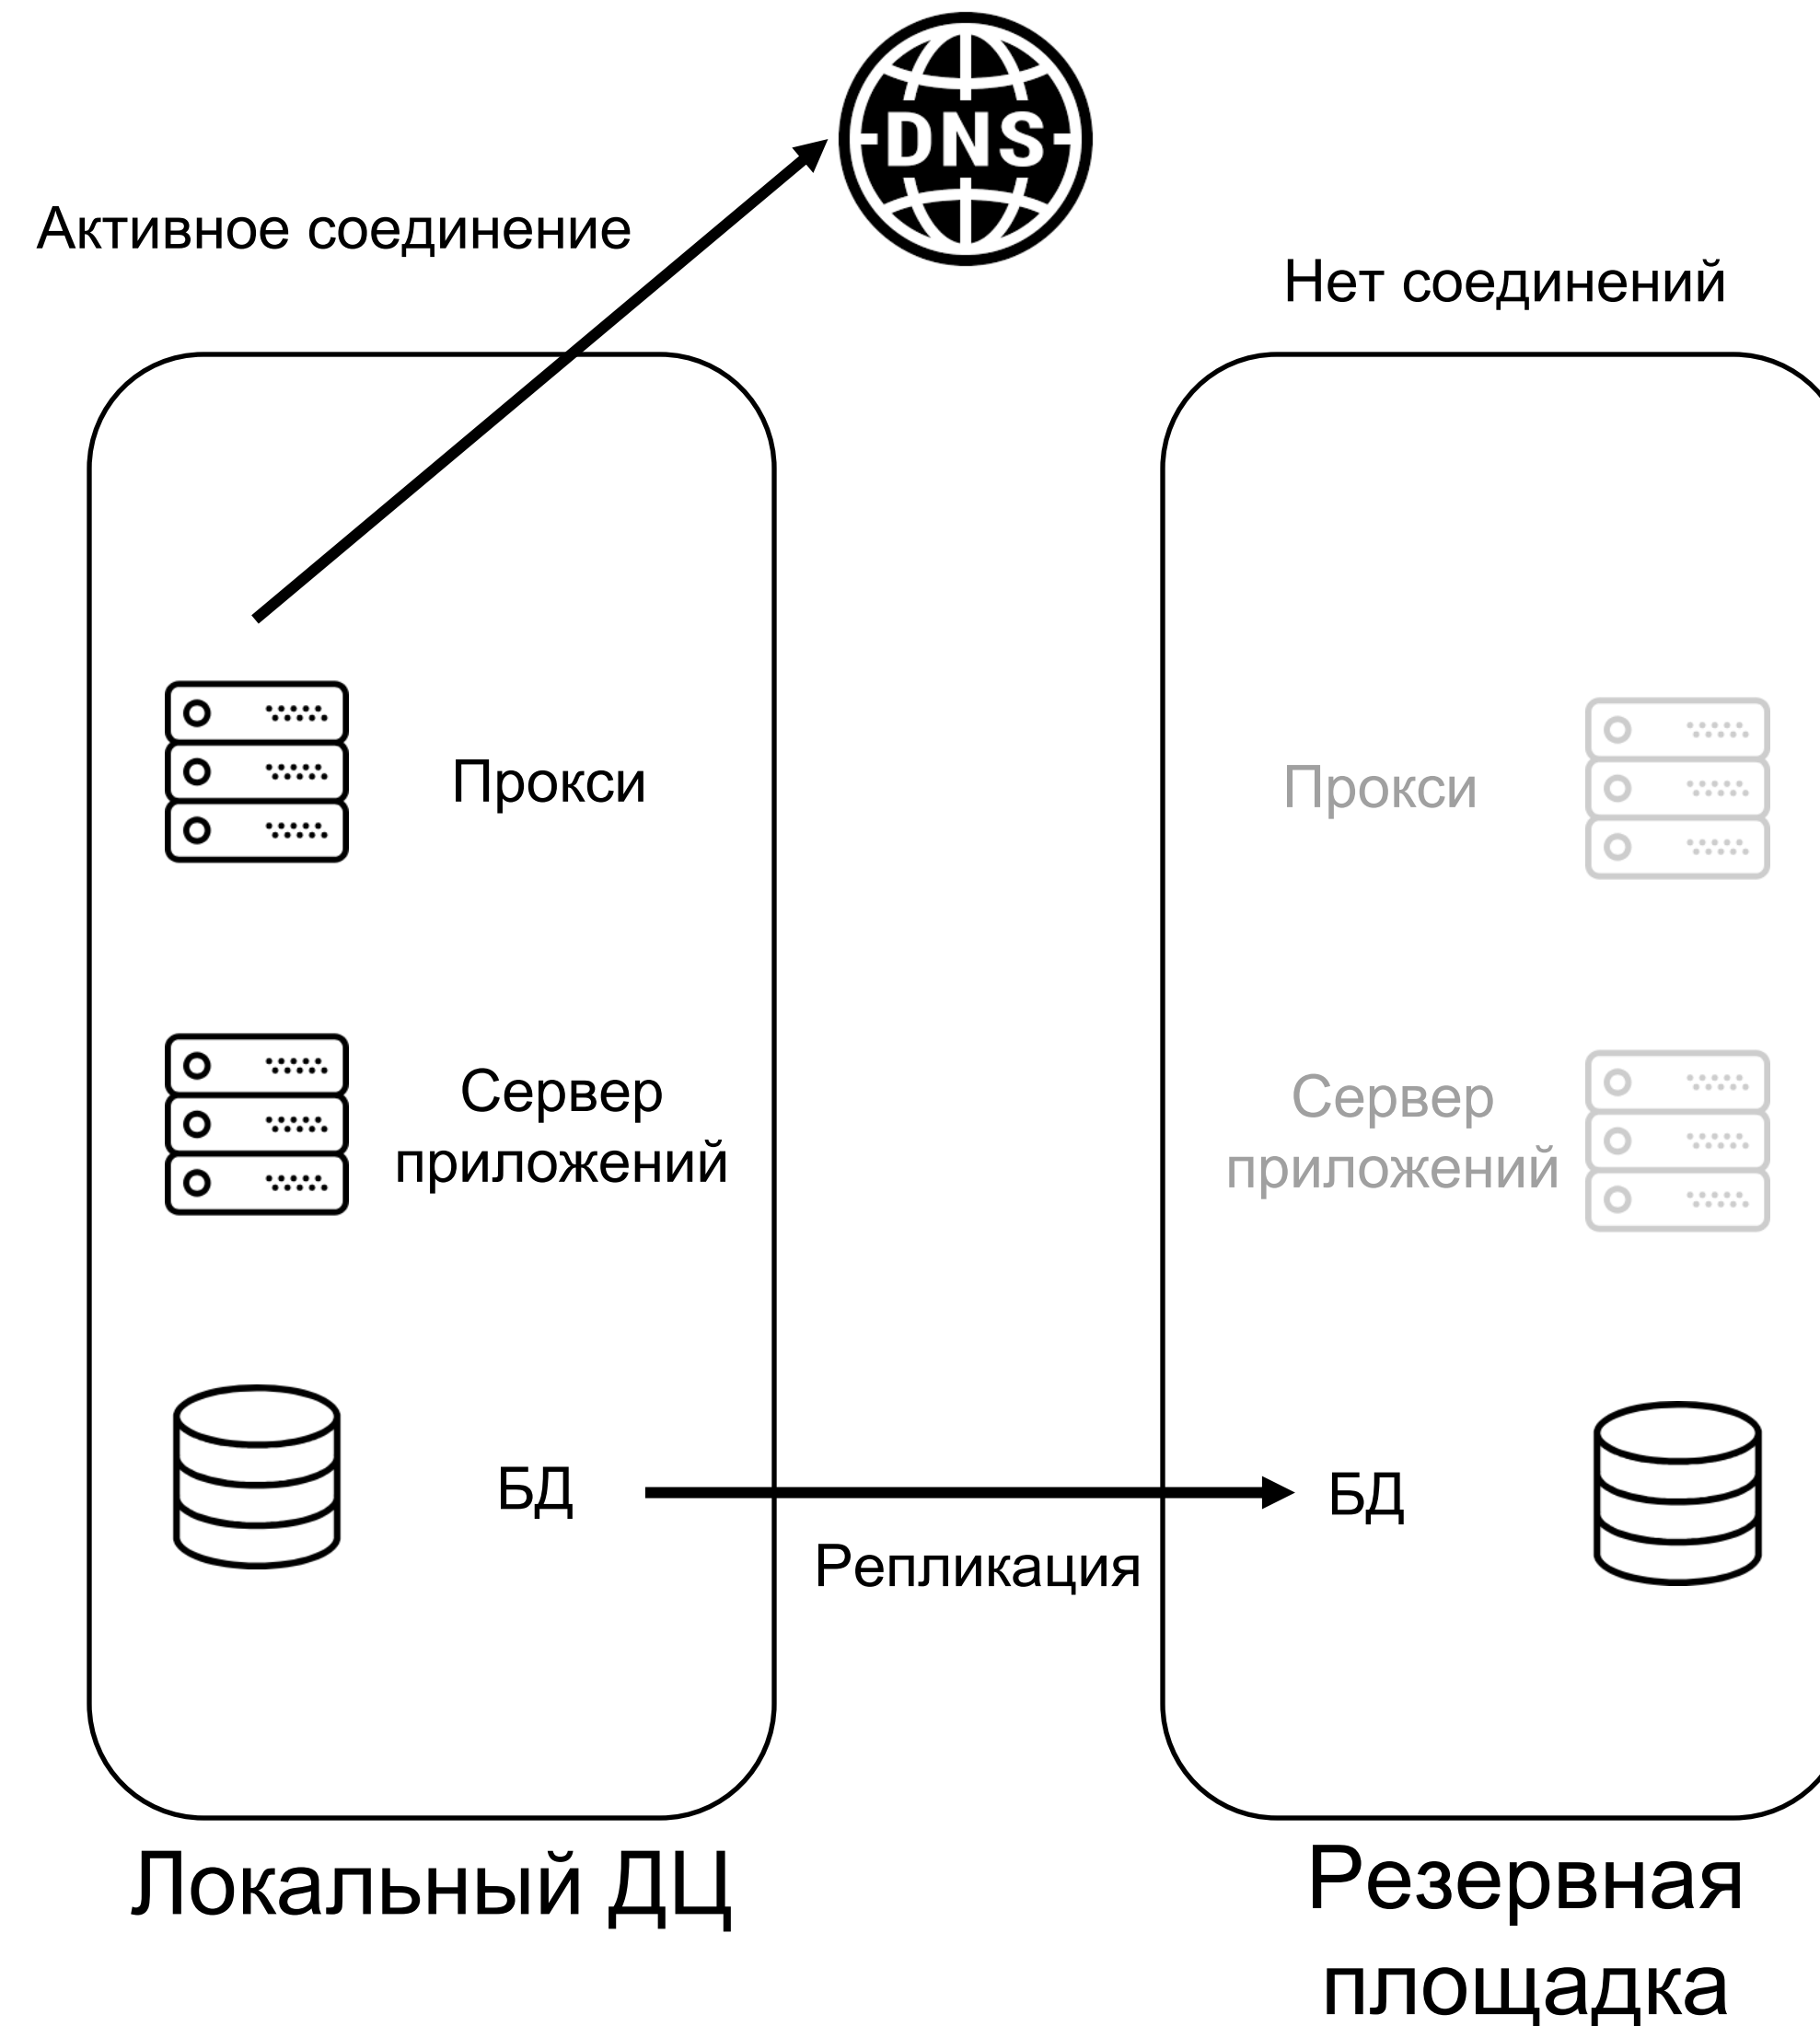 DNS
Активное соединение
Нет соединений
Прокси
Прокси
Сервер
приложений
Сервер
приложений
БД
БД
Репликация
Локальный ДЦ
Резервная
площадка